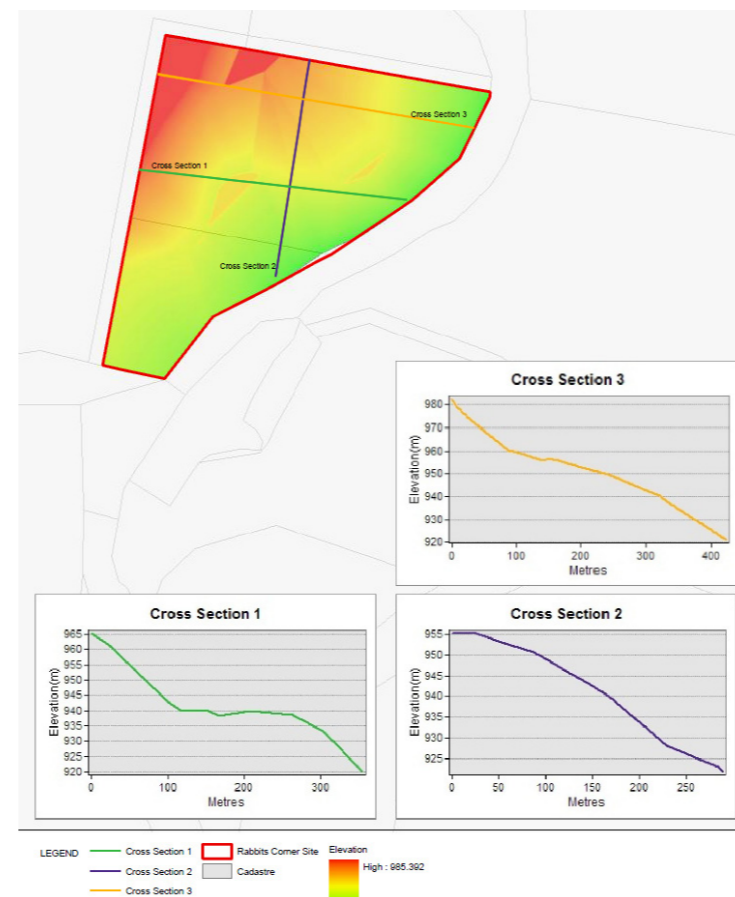 Cross Section 3
Cross Section 1
Cross Section 2
Cross Section 3
980
970
960
950
940
930
920
Elevation(m)
0 100 200 300 400
Metres
Cross Section 1
965
960
955
950
945
940
935
930
925
920
Elevation(m)
0 100 200 300
Metres
Cross Section 2
955
950
945
940
935
930
925
Elevation(m)
0 50 100 150 200 250
Metres
LEGEND Cross Section 1 Rabbits Corner Site Elevation
Cross Section 2 Cadastre High : 985.392
Cross Section 3